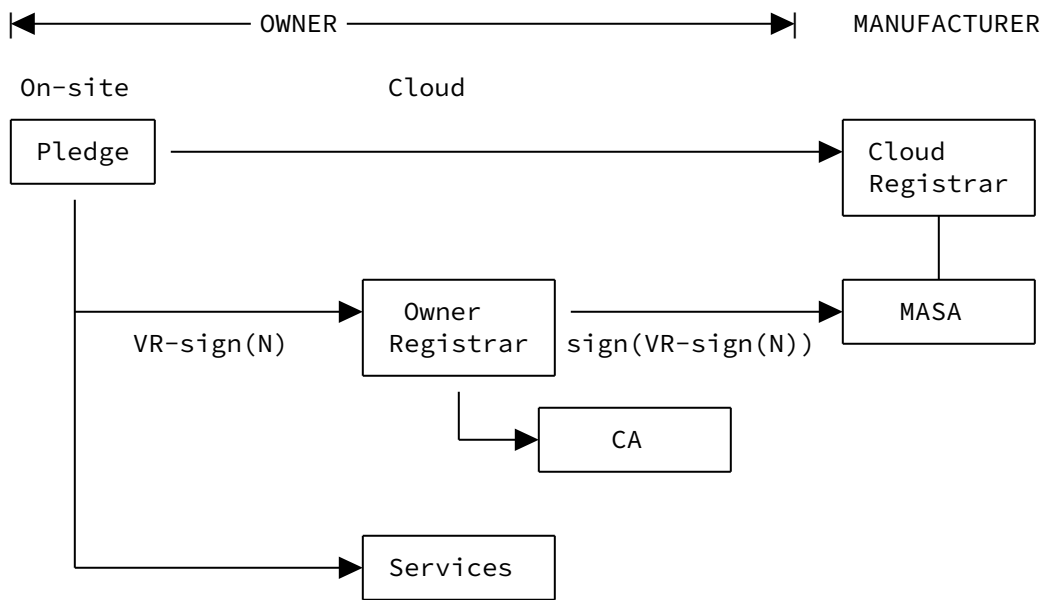 OWNER MANUFACTURER
On-site Cloud
Pledge Cloud
Registrar
Owner MASA
Registrar
VR-sign(N) sign(VR-sign(N))
CA
Services